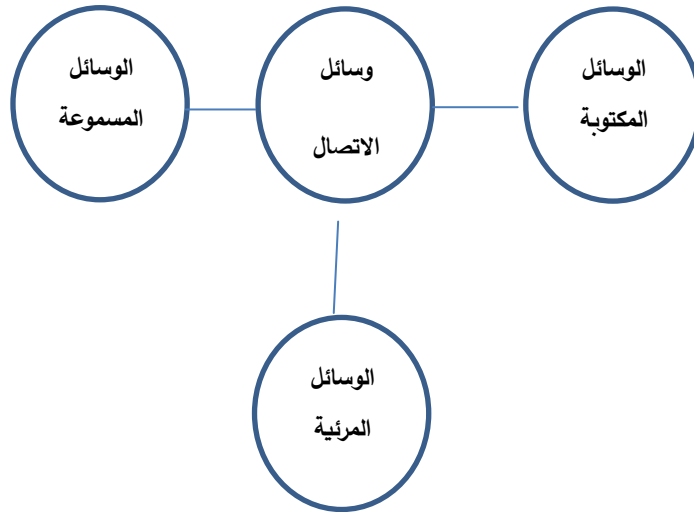 الوسائل
المكتوبة
وسائل
الاتصال
الوسائل
المسموعة
الوسائل
المرئية